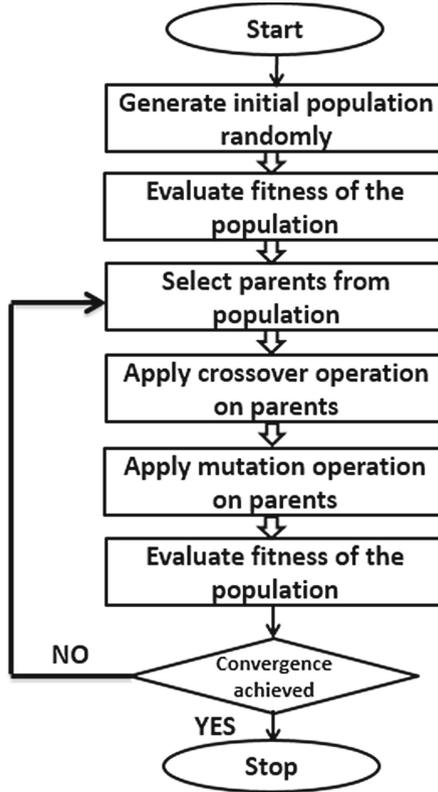 Start
Generate initial population
randomly
Evaluate fitness of the
population
Select parents from
population
Apply crossover operation
on parents
Apply mutation operation
on parents
Evaluate fitness of the
population
Convergence
achieved
NO
YES
Stop